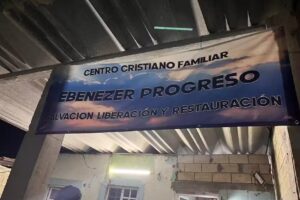 CENTRO CRISTIANO FAMILIAR
EBENEZER PROGRESO
SALVACION LIBERACIÓN Y RESTAURACIÓN